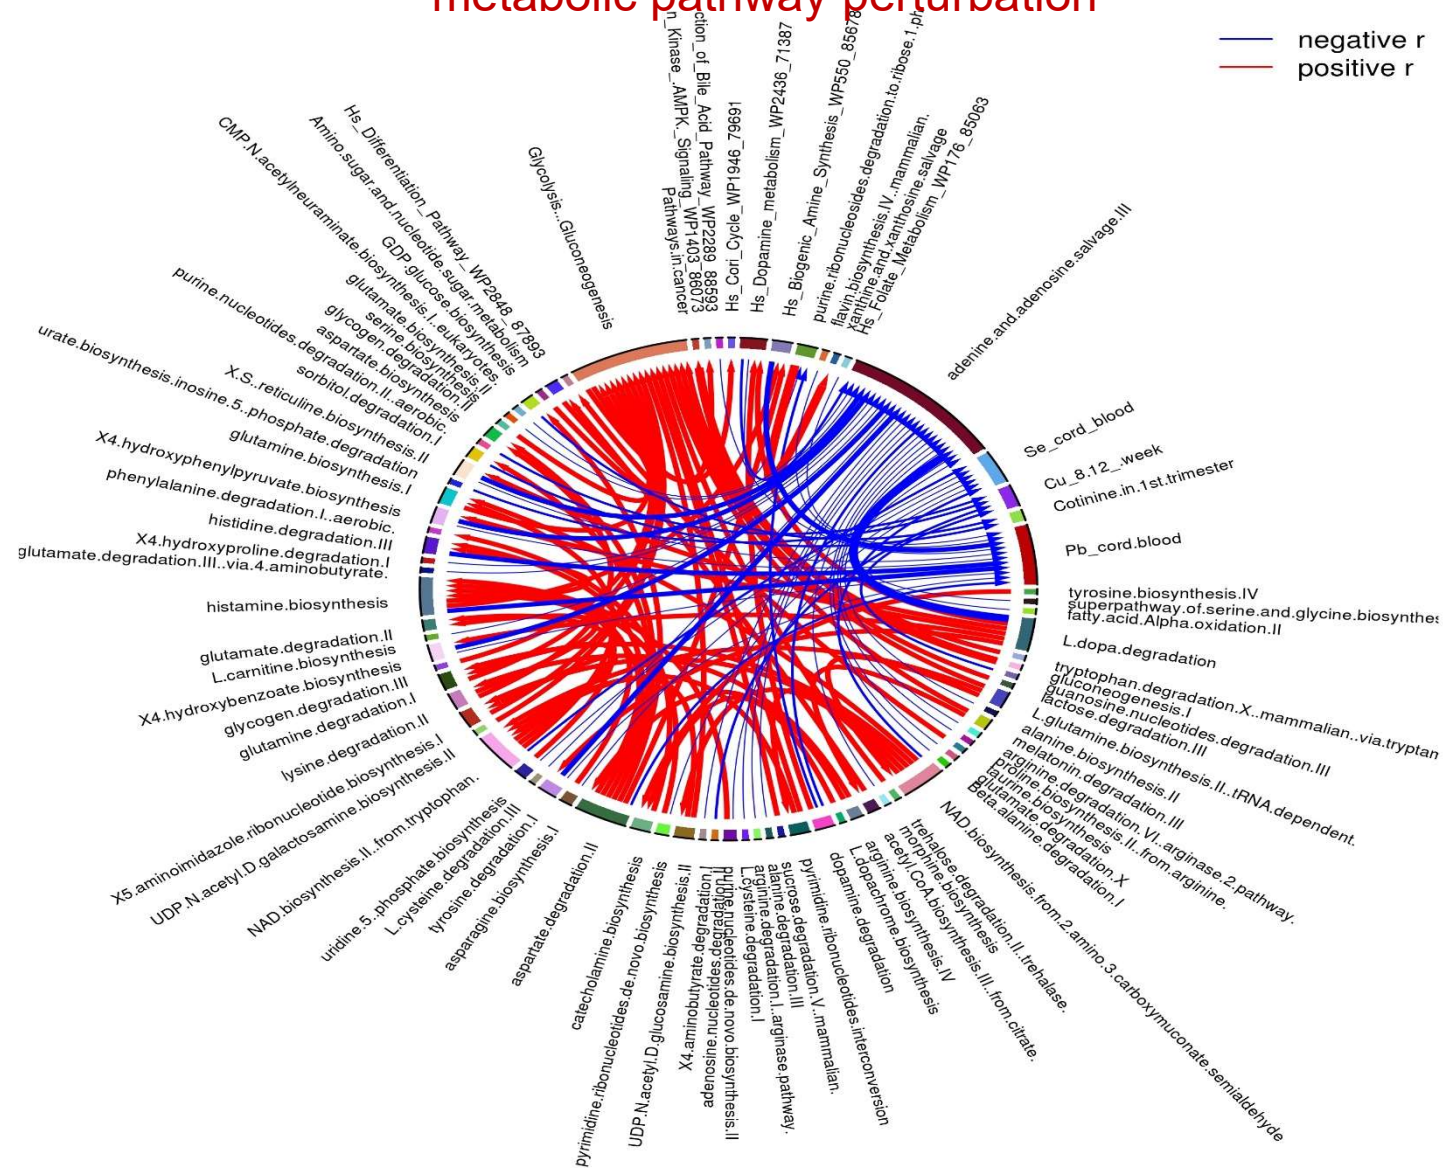 metabolic pathway perturbation
negative r
positive r
n_Kinase_.AMPK._Signaling_WP1403_86073
ction_of_Bile_Acid_Pathway_WP2289_88593
Pathways.in.cancer
Hs_Cori_Cycle_WP1946_79691
Hs_Dopamine_metabolism_WP2436_71387
Hs_Biogenic_Amine_Synthesis_WP550_85678
purine.ribonucleosides.degradation.to.ribose.1.ph
flavin.biosynthesis.IV..mammalian.
xanthine.and.xanthosine.salvage
Hs_Folate_Metabolism_WP176_85063
adenine.and.adenosine.salvage.III
Se_cord_blood
Cu_8.12_.week
Cotinine.in.1st.trimester
Pb_cord.blood
tyrosine.biosynthesis.IV
superpathway.of.serine.and.glycine.biosynthes
fatty.acid.Alpha.oxidation.II
L.dopa.degradation
tryptophan.degradation.X..mammalian..via.tryptam
gluconeogenesis.I
guanosine.nucleotides.degradation.III
lactose.degradation.III
L.glutamine.biosynthesis.II..tRNA.dependent.
alanine.biosynthesis.II
melatonin.degradation.III
arginine.degradation.VI..arginase.2.pathway.
proline.biosynthesis.II..from.arginine.
taurine.biosynthesis
glutamate.degradation.X
Beta.alanine.degradation.I
NAD.biosynthesis.from.2.amino.3.carboxymuconate.semialdehyde
trehalose.degradation.II..trehalase.
morphine.biosynthesis
acetyl.CoA.biosynthesis.III..from.citrate.
arginine.biosynthesis.IV
L.dopachrome.biosynthesis
dopamine.degradation
pyrimidine.ribonucleotides.interconversion
sucrose.degradation.V..mammalian.
alanine.degradation.III
arginine.degradation.I..arginase.pathway.
L.cysteine.degradation.I
purine.nucleotides.de.novo.biosynthesis.II
adenosine.nucleotides.degradation.II
X4.aminobutyrate.degradation.I
UDP.N.acetyl.D.glucosamine.biosynthesis.II
pyrimidine.ribonucleotides.de.novo.biosynthesis
catecholamine.biosynthesis
aspartate.degradation.II
asparagine.biosynthesis.I
tyrosine.degradation.I
L.cysteine.degradation.III
uridine.5..phosphate.biosynthesis
NAD.biosynthesis.II..from.tryptophan.
UDP.N.acetyl.D.galactosamine.biosynthesis.II
X5.aminoimidazole.ribonucleotide.biosynthesis.I
lysine.degradation.II
glutamine.degradation.I
glycogen.degradation.III
X4.hydroxybenzoate.biosynthesis
L.carnitine.biosynthesis
glutamate.degradation.II
histamine.biosynthesis
glutamate.degradation.III..via.4.aminobutyrate.
X4.hydroxyproline.degradation.I
histidine.degradation.III
phenylalanine.degradation.I..aerobic.
X4.hydroxyphenylpyruvate.biosynthesis
glutamine.biosynthesis.I
urate.biosynthesis.inosine.5..phosphate.degradation
X.S..reticuline.biosynthesis.II
sorbitol.degradation.I
purine.nucleotides.degradation.II..aerobic.
aspartate.biosynthesis
glycogen.degradation.II
serine.biosynthesis
glutamate.biosynthesis.II
CMP.N.acetylneuraminate.biosynthesis.I..eukaryotes.
GDP.glucose.biosynthesis
Amino.sugar.and.nucleotide.sugar.metabolism
Hs_Differentiation_Pathway_WP2848_87893
Glycolysis...Gluconeogenesis